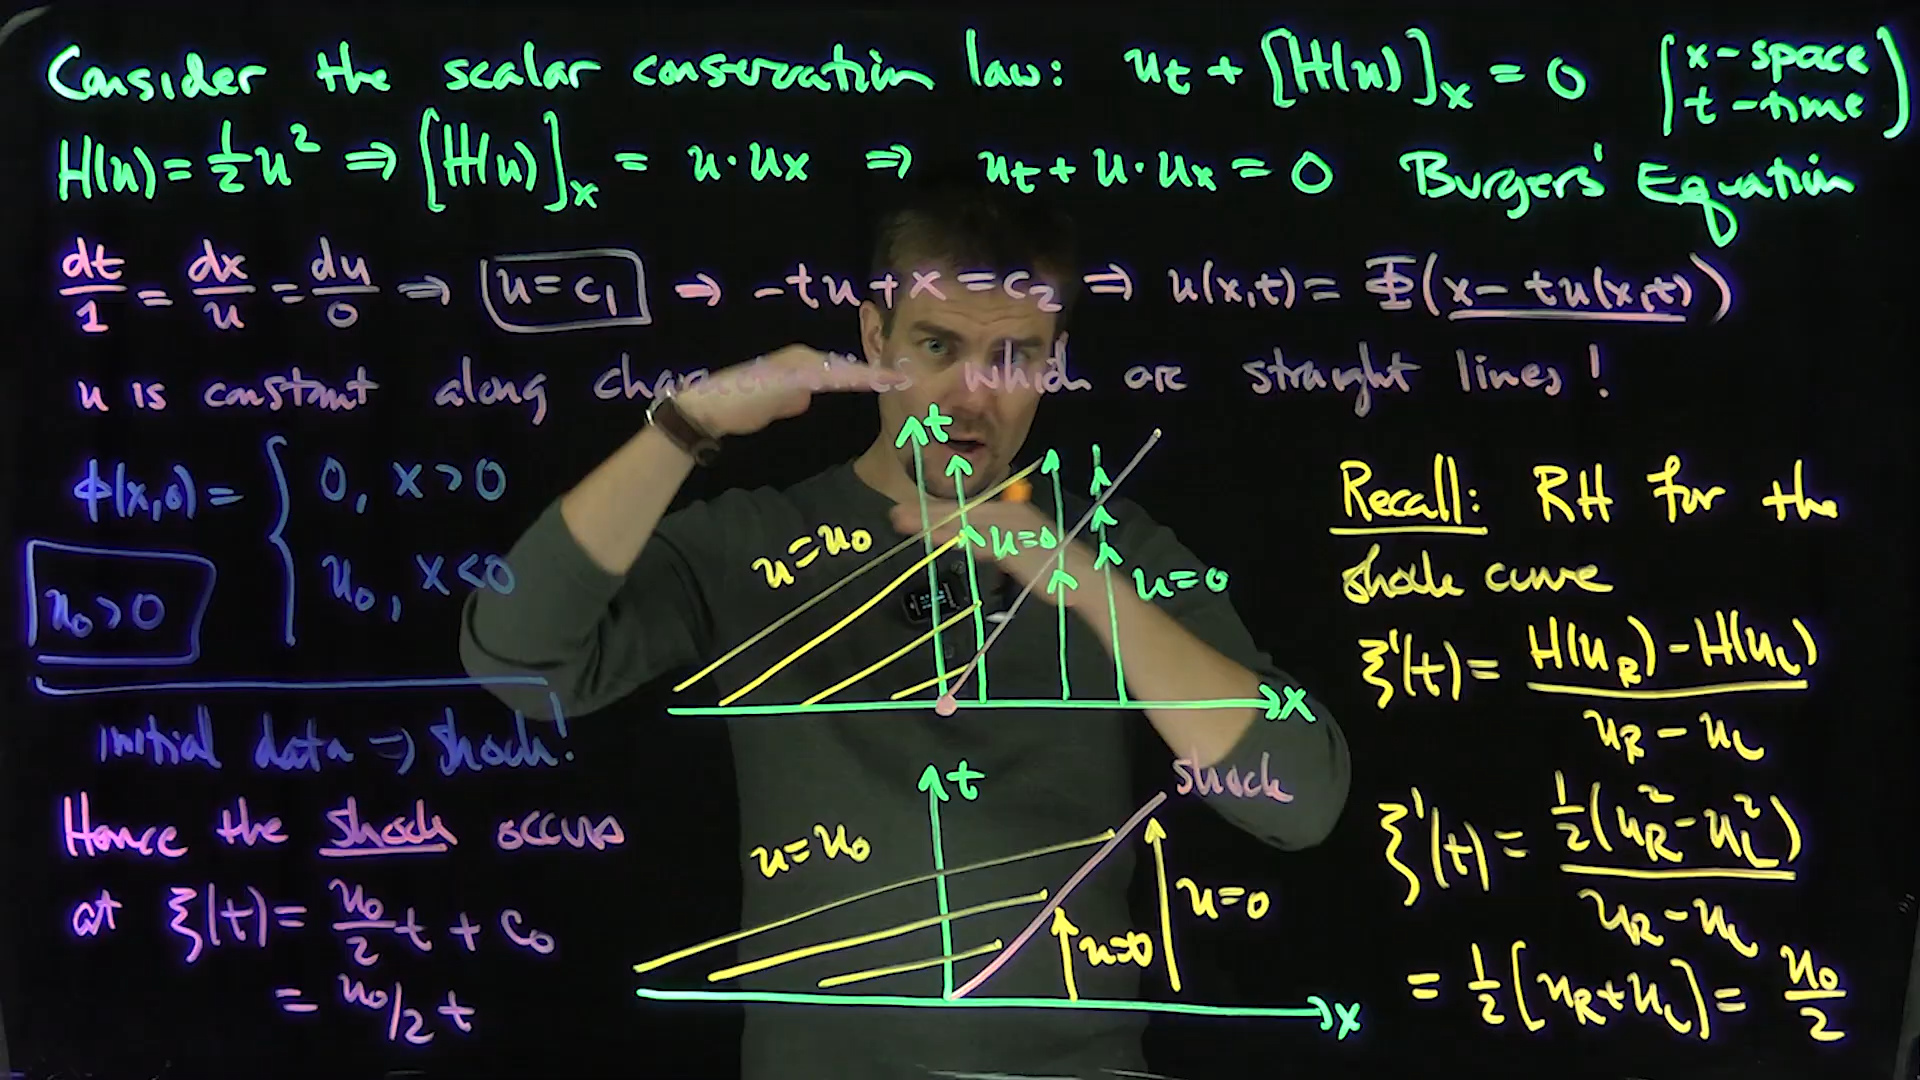 Consider the scalar conservation law: u_t + [H(u)]_x = 0 (x-space
t-time)
H(u) = 1/2 u² ⇒ [H(u)]_x = u·u_x ⇒ u_t + u·u_x = 0 Burgers' Equation
dt/1 = dx/u = du/0 ⇒ u = c₁ ⇒ -tu + x = c₂ ⇒ u(x,t) = Φ(x - tu(x,t))
u is constant along characteristics which are straight lines!
ϕ(x,0) = { 0, x>0
u₀, x<0
u₀>0
initial data → shock!
Hence the shock occurs
at ξ(t) = u₀/2 t + c₀
= u₀/2 t
t
u=u₀
u=0
u=0
x
t
shock
u=u₀
u=0
u=0
x
Recall: RH for the
shock curve
ξ'(t) = (H(u_R) - H(u_L)) / (u_R - u_L)
ξ'(t) = 1/2(u_R² - u_L²) / (u_R - u_L)
= 1/2[u_R + u_L] = u₀/2